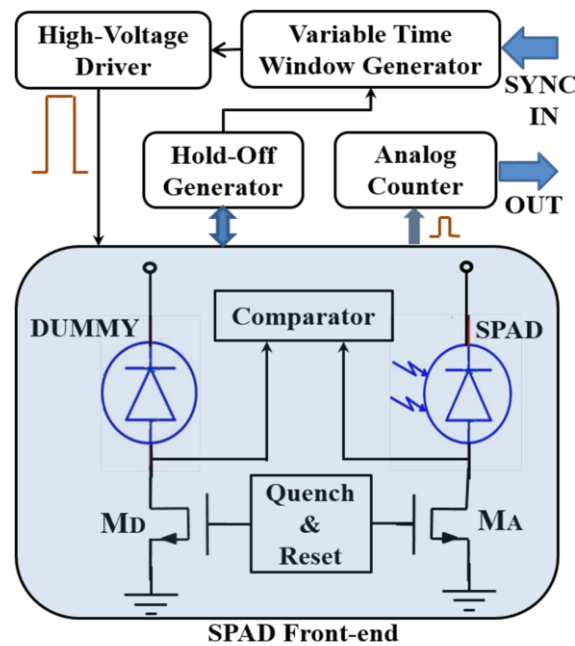 High-Voltage
Driver
Variable Time
Window Generator
SYNC
IN
Hold-Off
Generator
Analog
Counter
OUT
DUMMY
Comparator
SPAD
MD
Quench
&
Reset
MA
SPAD Front-end